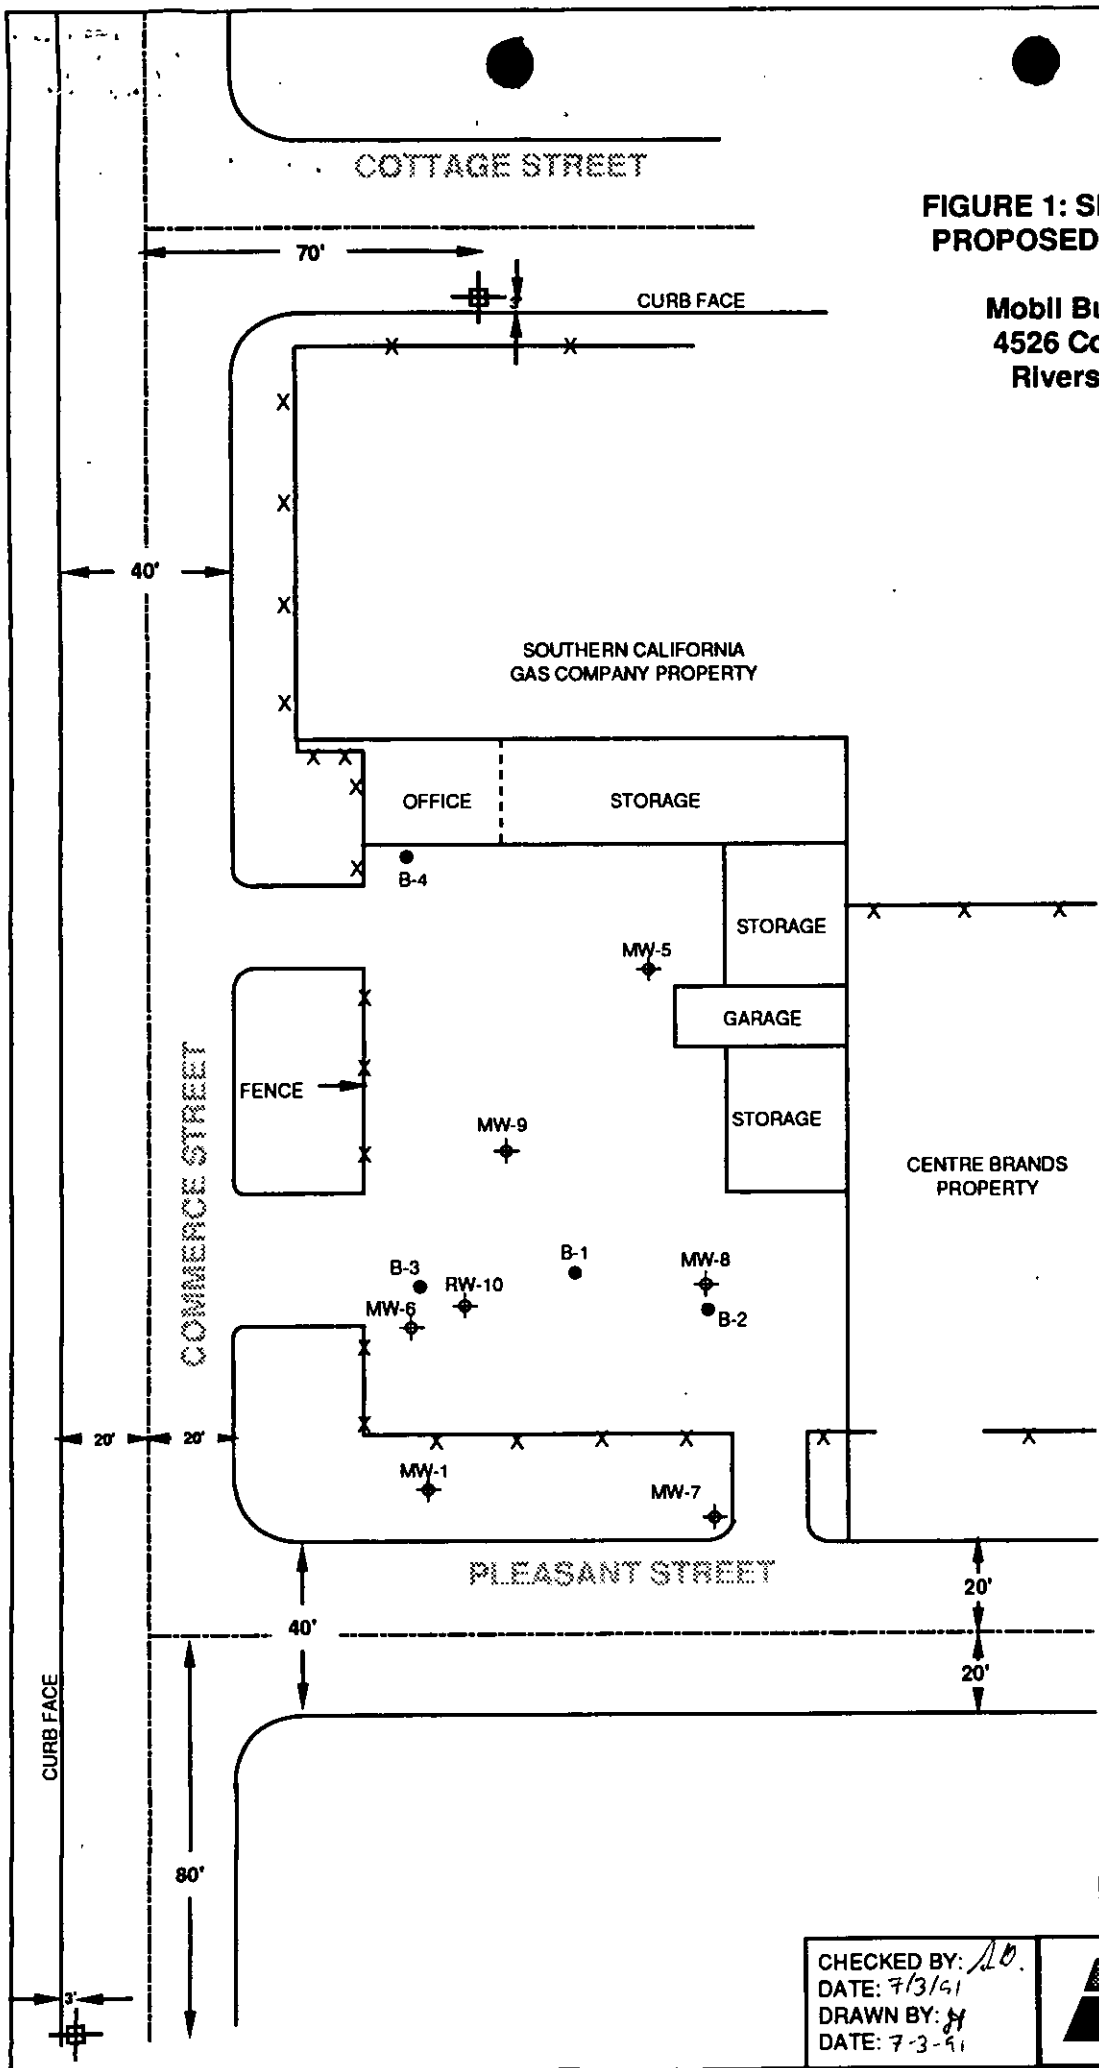 COTTAGE STREET
FIGURE 1: SI
PROPOSED
70'
3'
CURB FACE
Mobil Bu
4526 Co
Rivers
40'
SOUTHERN CALIFORNIA
GAS COMPANY PROPERTY
OFFICE
STORAGE
B-4
STORAGE
MW-5
GARAGE
COMMERCE STREET
FENCE
STORAGE
MW-9
CENTRE BRANDS
PROPERTY
B-3
B-1
MW-8
RW-10
MW-6
B-2
20'
20'
MW-1
MW-7
PLEASANT STREET
20'
40'
20'
CURB FACE
80'
3'
CHECKED BY:
DATE: 7/3/91
DRAWN BY:
DATE: 7-3-91